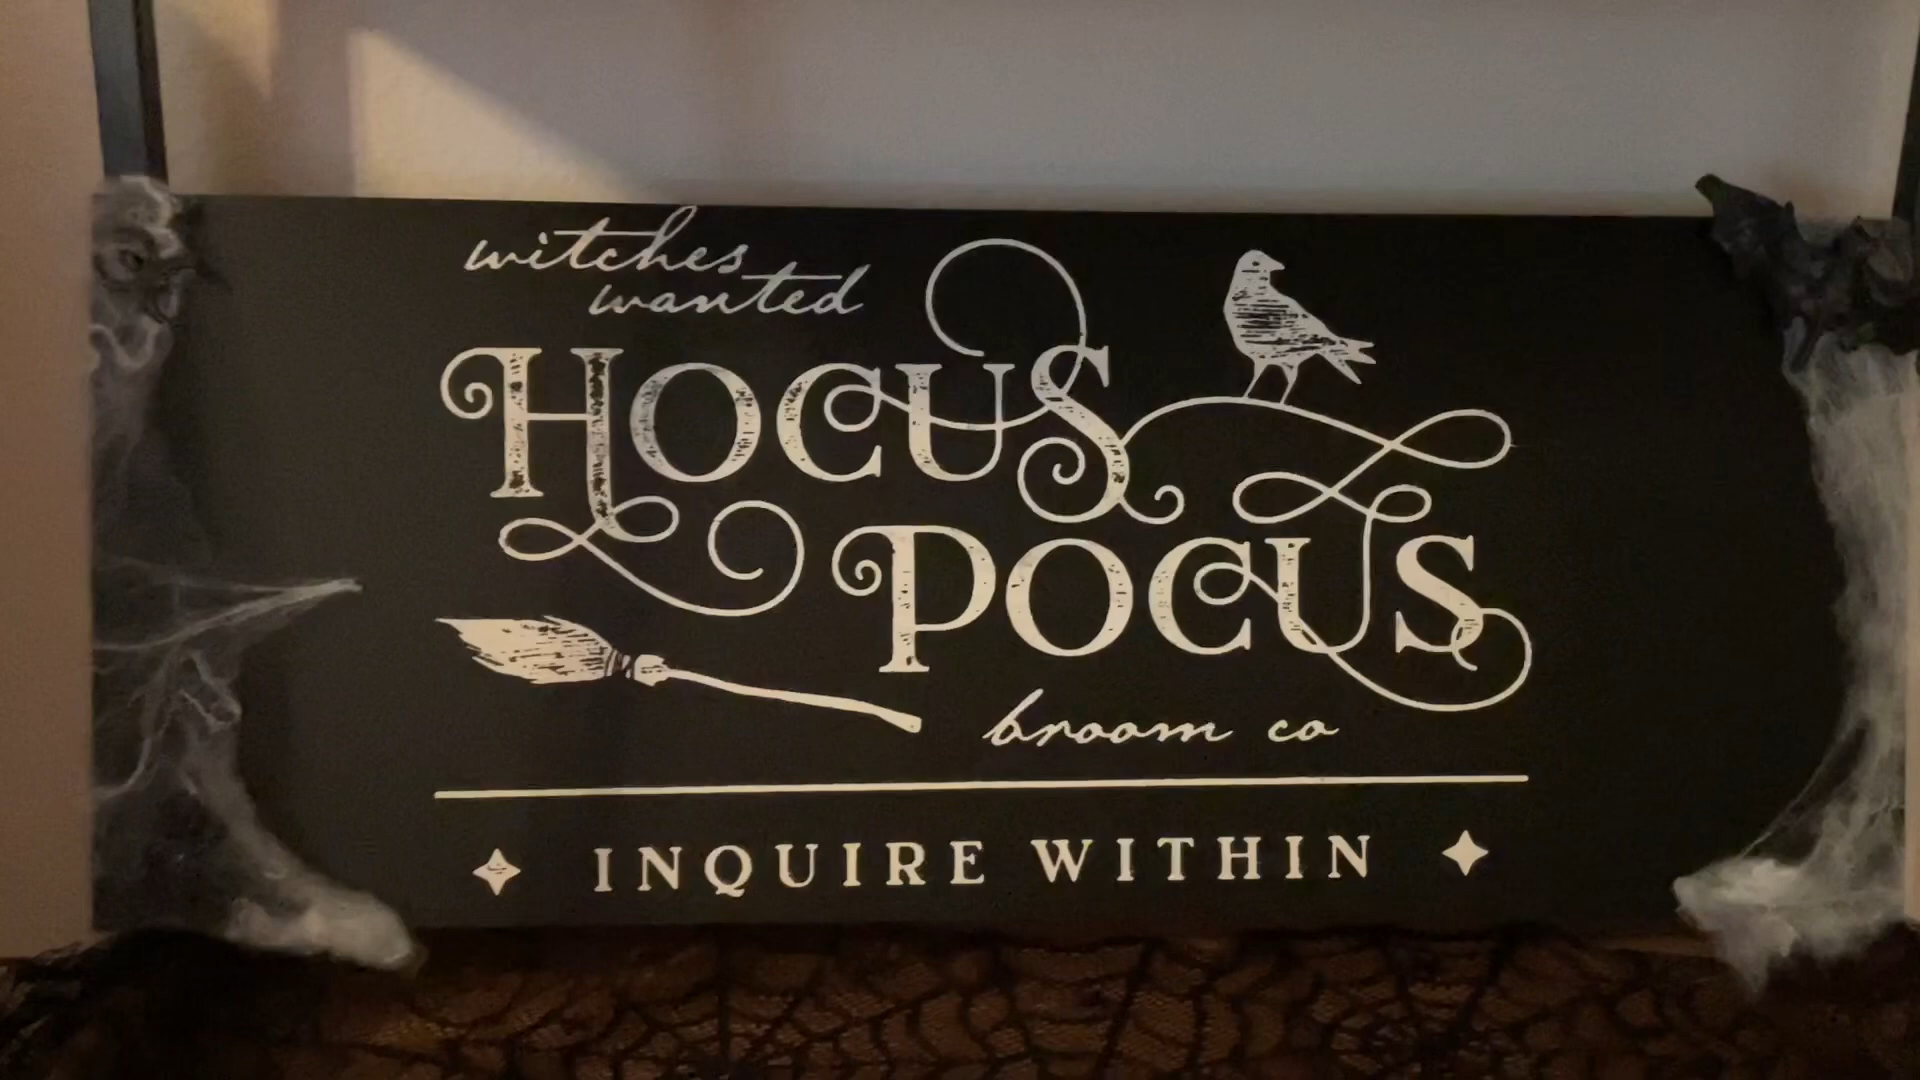 witches
wanted
HOCUS
POCUS
broom co
INQUIRE WITHIN